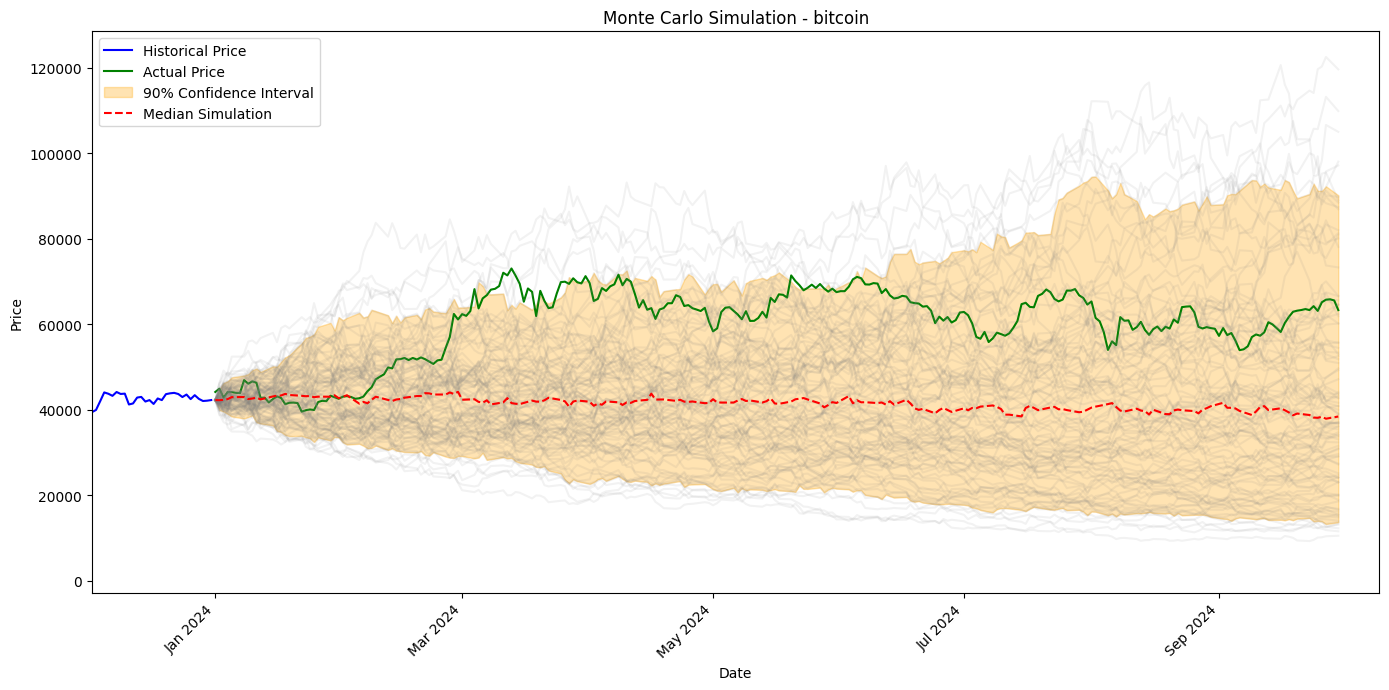 Monte Carlo Simulation - bitcoin
Historical Price
Actual Price
90% Confidence Interval
Median Simulation
Price
120000
100000
80000
60000
40000
20000
0
Jan 2024
Mar 2024
May 2024
Jul 2024
Sep 2024
Date